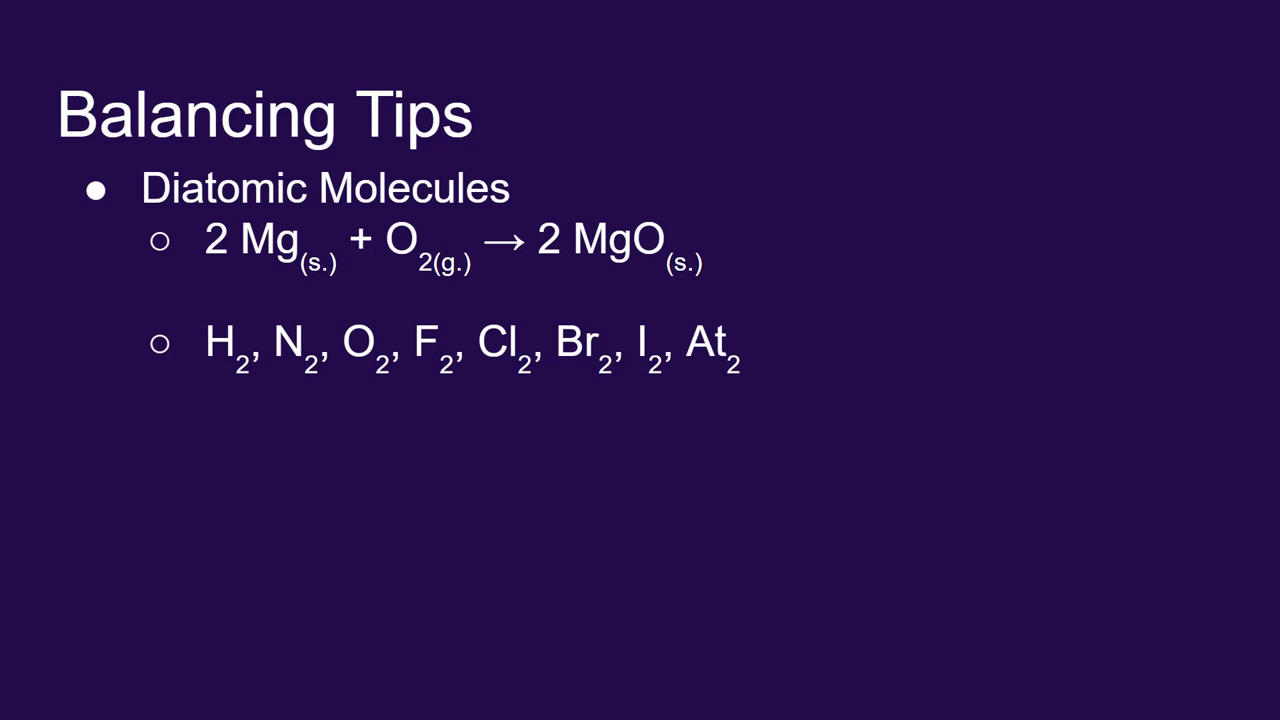 Balancing Tips
● Diatomic Molecules
○ 2 Mg₍s.₎ + O₂₍g.₎ → 2 MgO₍s.₎
○ H₂, N₂, O₂, F₂, Cl₂, Br₂, I₂, At₂